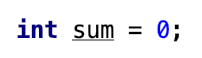 int sum = 0;